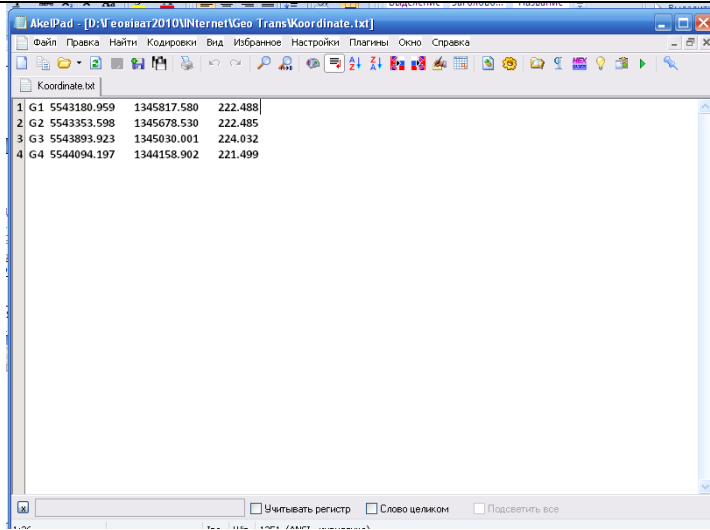 AkelPad - [D:\Геовіват2010\INternet\Geo Trans\Koordinate.txt]
Файл Правка Найти Кодировки Вид Избранное Настройки Плагины Окно Справка
Koordinate.txt
1 G1 5543180.959 1345817.580 222.488
2 G2 5543353.598 1345678.530 222.485
3 G3 5543893.923 1345030.001 224.032
4 G4 5544094.197 1344158.902 221.499
Учитывать регистр Слово целиком Подсветить все